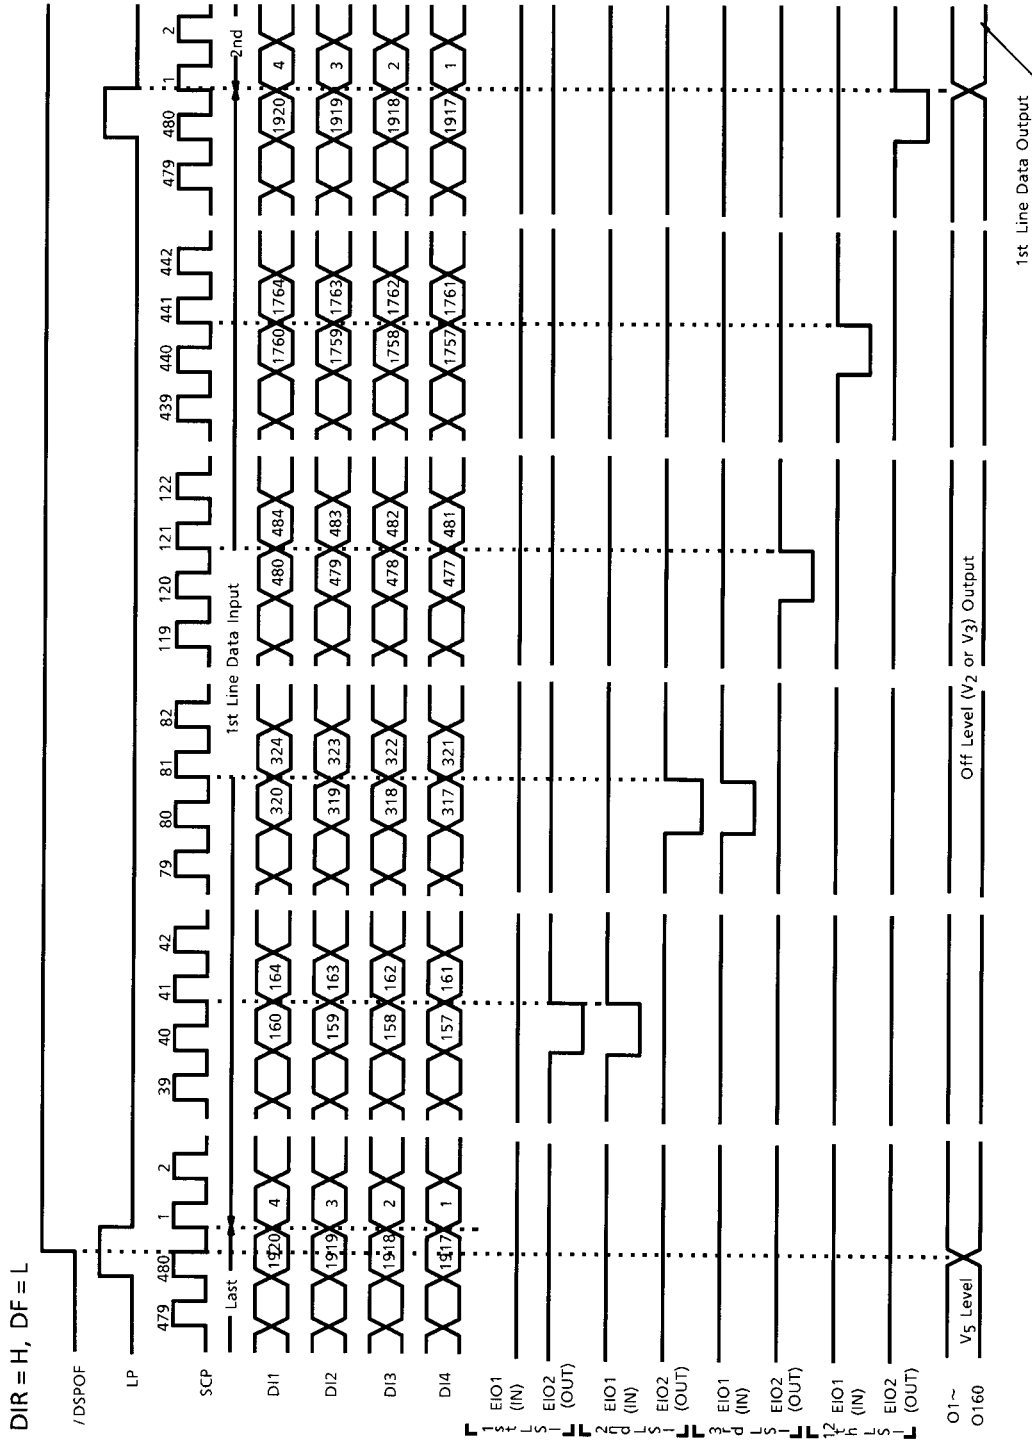 DIR = H, DF = L
/DSPOF
LP
SCP
479 480 1 2 39 40 41 42 79 80 81 82 119 120 121 122 439 440 441 442 479 480 1 2
Last 1st Line Data Input 2nd
DI1 1920 4 160 164 320 324 480 484 1760 1764 1920 4
DI2 1919 3 159 163 319 323 479 483 1759 1763 1919 3
DI3 1918 2 158 162 318 322 478 482 1758 1762 1918 2
DI4 1917 1 157 161 317 321 477 481 1757 1761 1917 1
1st LSI
EIO1
(IN)
EIO2
(OUT)
2nd LSI
EIO1
(IN)
EIO2
(OUT)
3rd LSI
EIO1
(IN)
EIO2
(OUT)
12th LSI
EIO1
(IN)
EIO2
(OUT)
O1~
O160
V5 Level
Off Level (V2 or V3) Output
1st Line Data Output